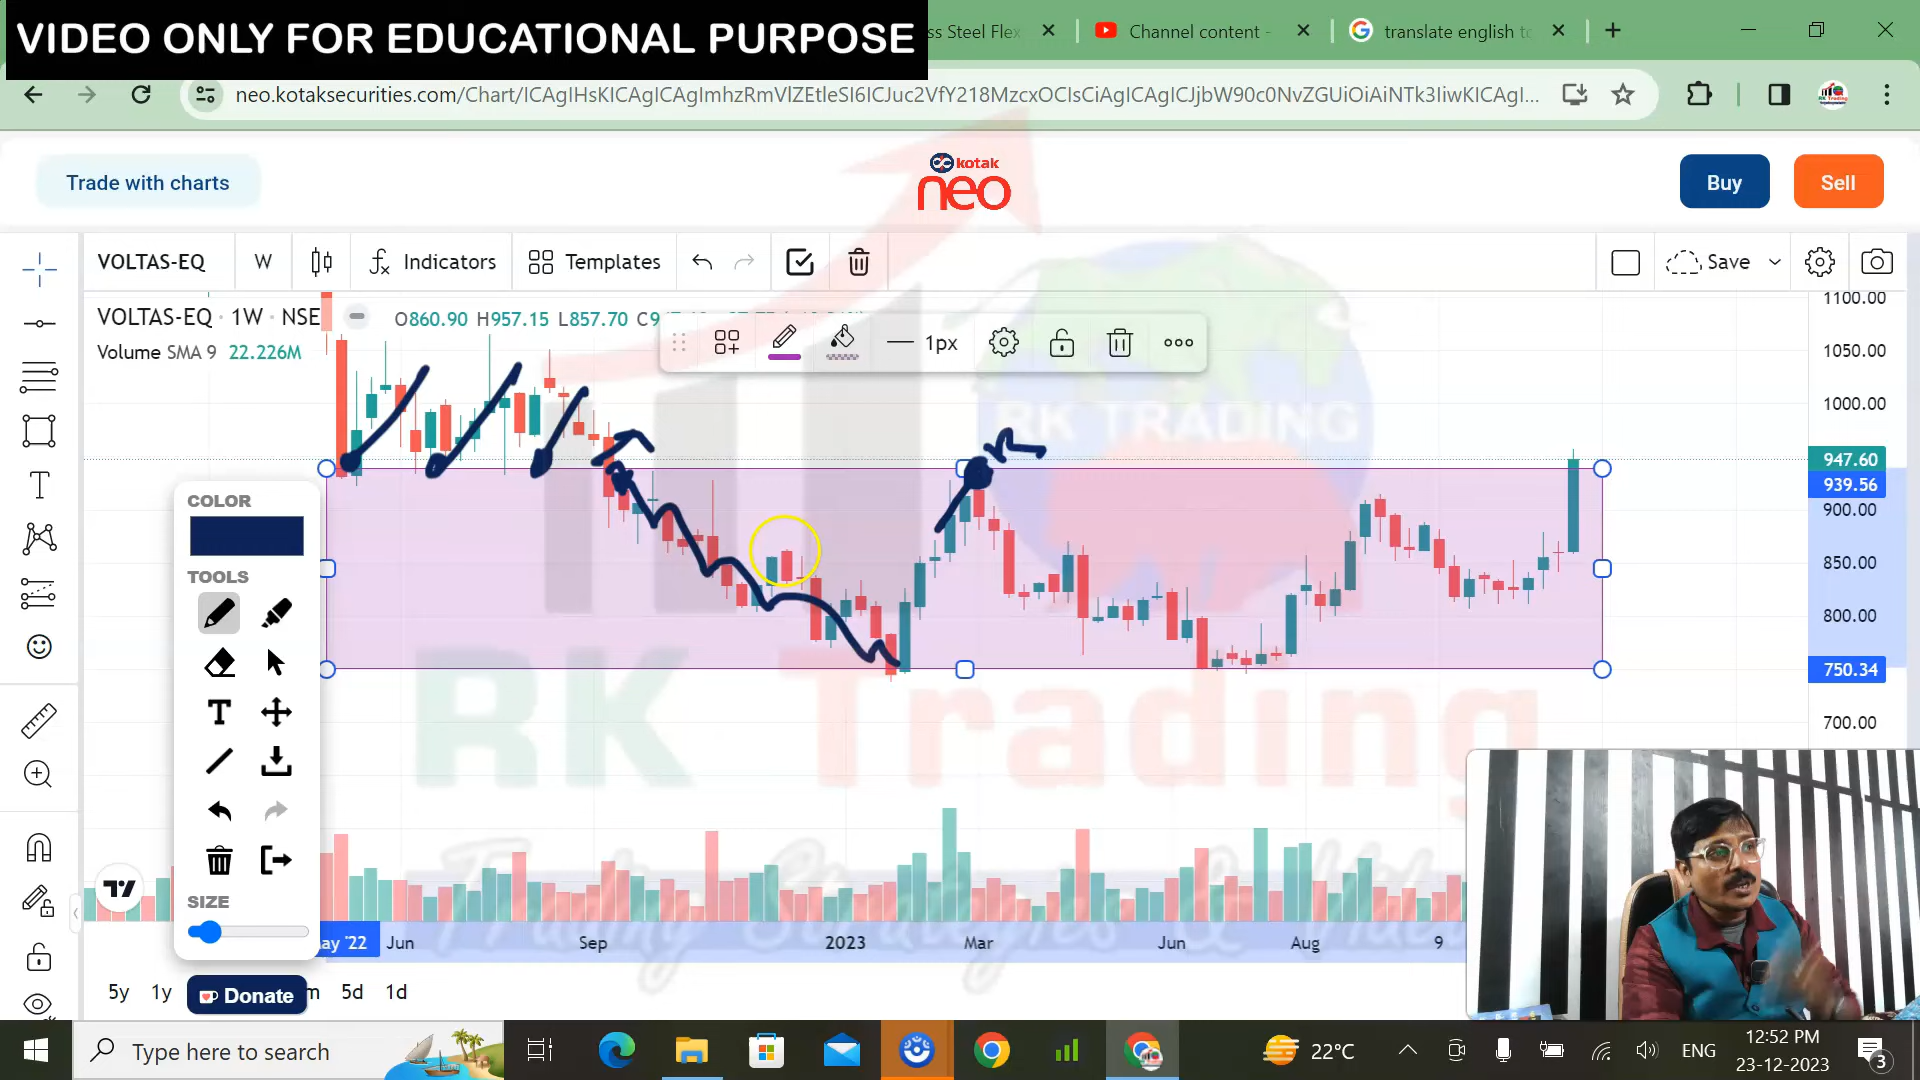 VIDEO ONLY FOR EDUCATIONAL PURPOSE
ss Steel Flex
Channel content -
translate english to
neo.kotaksecurities.com/Chart/ICAgIHsKICAgICAgImhzRmVlZEtleSI6ICJuc2VfY218MzcxOCIsCiAgICAgICJjbW90c0NvZGUiOiAiNTk3IiwKICAgI...
Trade with charts
kotak
neo
Buy
Sell
VOLTAS-EQ
W
Indicators
Templates
Save
VOLTAS-EQ · 1W · NSE
O860.90 H957.15 L857.70
Volume SMA 9 22.226M
1px
1100.00
1050.00
1000.00
947.60
939.56
900.00
850.00
800.00
750.34
700.00
R
RK TRADING
RK Trading
COLOR
TOOLS
T
SIZE
Donate
ay '22
Jun
Sep
2023
Mar
Jun
Aug
9
5y
1y
m
5d
1d
Type here to search
22°C
ENG
12:52 PM
23-12-2023
3